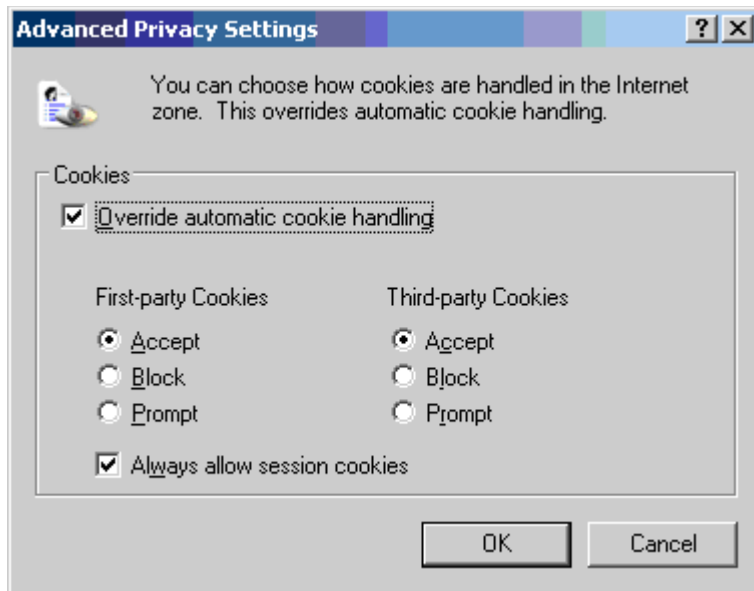 Advanced Privacy Settings
You can choose how cookies are handled in the Internet
zone. This overrides automatic cookie handling.
Cookies
Override automatic cookie handling
First-party Cookies Third-party Cookies
Accept Accept
Block Block
Prompt Prompt
Always allow session cookies
OK Cancel